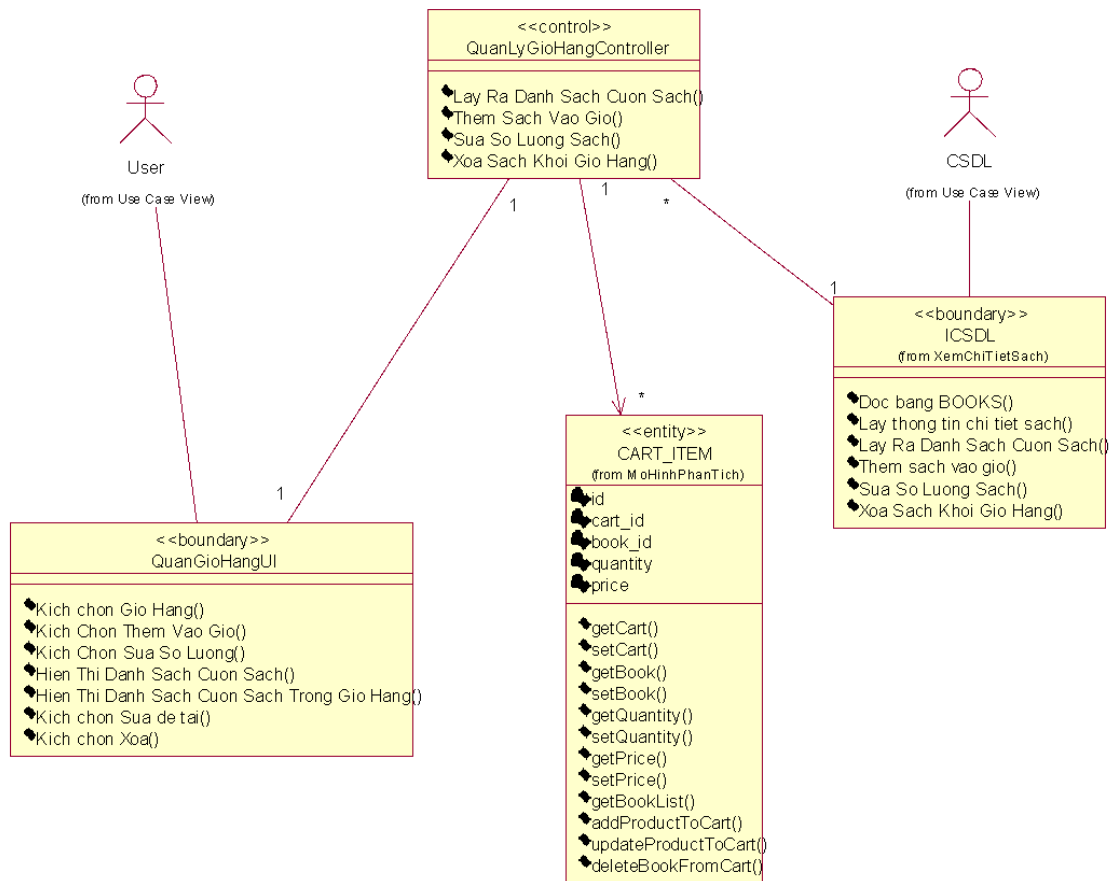 <<control>>
QuanLyGioHangController
Lay Ra Danh Sach Cuon Sach()
Them Sach Vao Gio()
Sua So Luong Sach()
Xoa Sach Khoi Gio Hang()
User
(from Use Case View)
CSDL
(from Use Case View)
1
1
*
1
*
1
<<boundary>>
ICSDL
(from XemChiTietSach)
Doc bang BOOKS()
Lay thong tin chi tiet sach()
Lay Ra Danh Sach Cuon Sach()
Them sach vao gio()
Sua So Luong Sach()
Xoa Sach Khoi Gio Hang()
<<entity>>
CART_ITEM
(from MoHinhPhanTich)
id
cart_id
book_id
quantity
price
getCart()
setCart()
getBook()
setBook()
getQuantity()
setQuantity()
getPrice()
setPrice()
getBookList()
addProductToCart()
updateProductToCart()
deleteBookFromCart()
<<boundary>>
QuanGioHangUI
Kich chon Gio Hang()
Kich Chon Them Vao Gio()
Kich Chon Sua So Luong()
Hien Thi Danh Sach Cuon Sach()
Hien Thi Danh Sach Cuon Sach Trong Gio Hang()
Kich chon Sua de tai()
Kich chon Xoa()